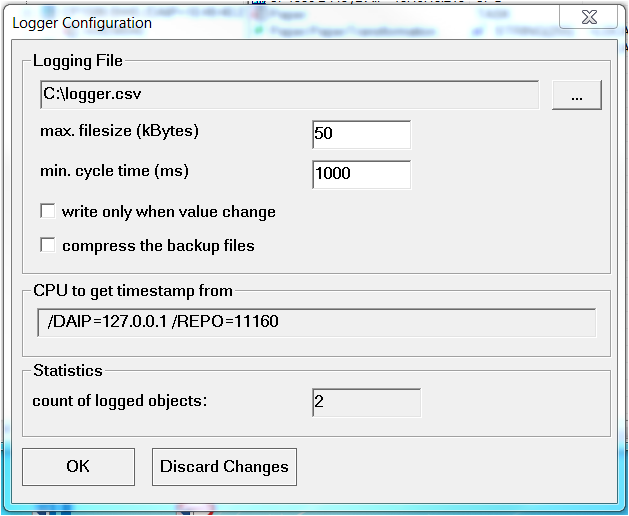 Logger Configuration
Logging File
C:\logger.csv
...
max. filesize (kBytes)
50
min. cycle time (ms)
1000
write only when value change
compress the backup files
CPU to get timestamp from
/DAIP=127.0.0.1 /REPO=11160
Statistics
count of logged objects:
2
OK
Discard Changes